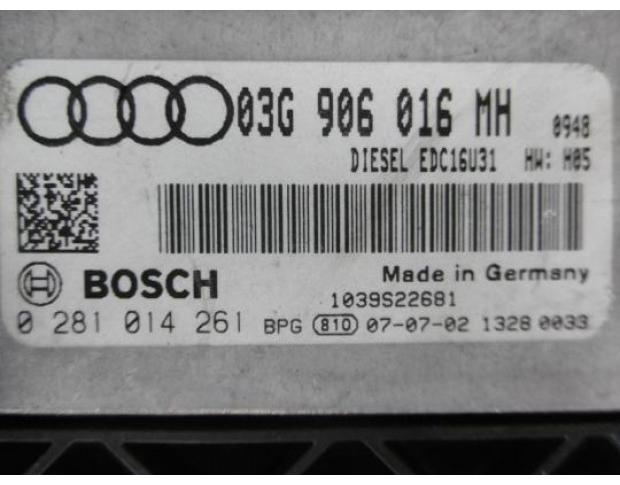 03G 906 016 MH 0948
DIESEL EDC16U31 HW: H05
BOSCH
Made in Germany
1039S22681
0 281 014 261 BPG 810 07-07-02 1328 0033